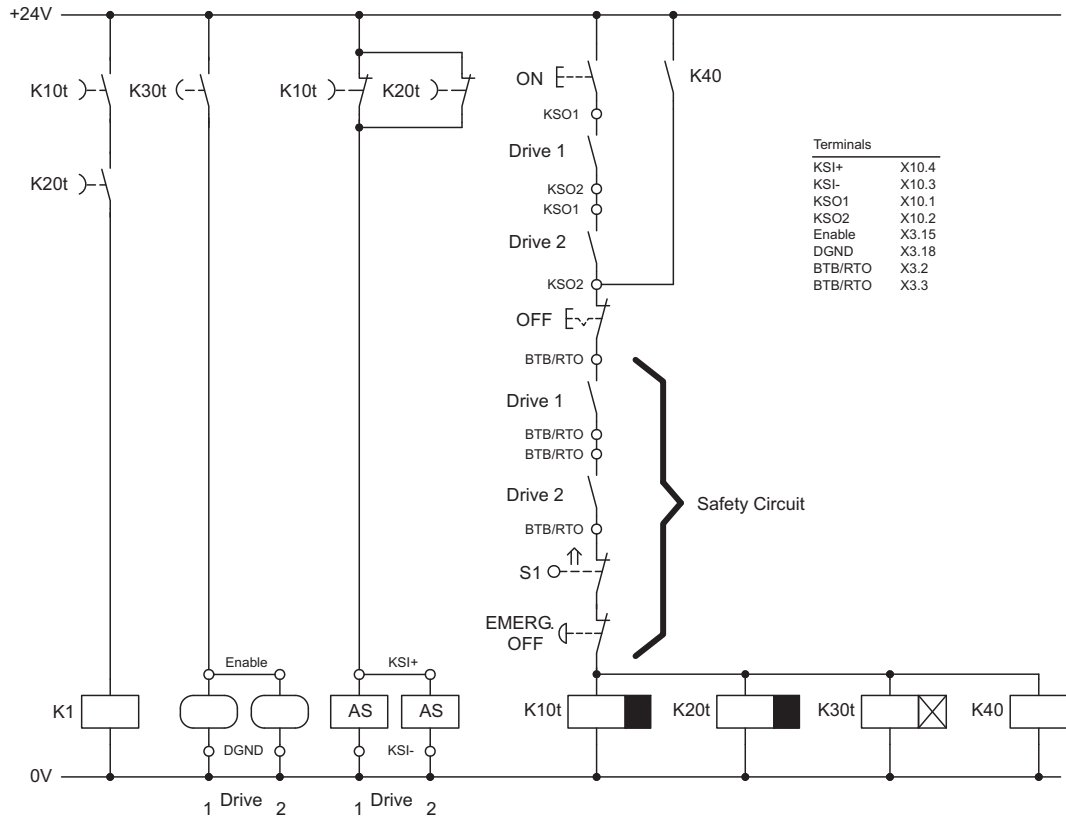 +24V
K10t
K30t
K10t
K20t
ON
K40
KSO1
Drive 1
KSO2
KSO1
Drive 2
KSO2
K20t
Terminals
KSI+ X10.4
KSI- X10.3
KSO1 X10.1
KSO2 X10.2
Enable X3.15
DGND X3.18
BTB/RTO X3.2
BTB/RTO X3.3
OFF
BTB/RTO
Drive 1
BTB/RTO
BTB/RTO
Drive 2
BTB/RTO
Safety Circuit
S1
EMERG.
OFF
Enable
KSI+
K1
AS
AS
K10t
K20t
K30t
K40
DGND
KSI-
0V
1 Drive 2
1 Drive 2